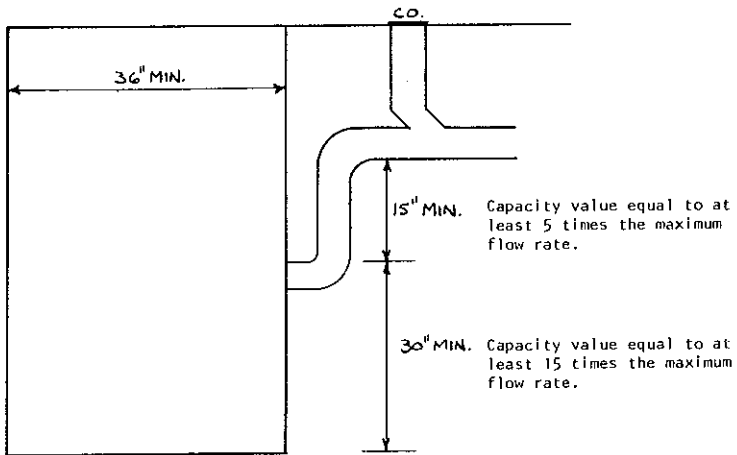 CO.
36" MIN.
15" MIN.
Capacity value equal to at
least 5 times the maximum
flow rate.
30" MIN.
Capacity value equal to at
least 15 times the maximum
flow rate.